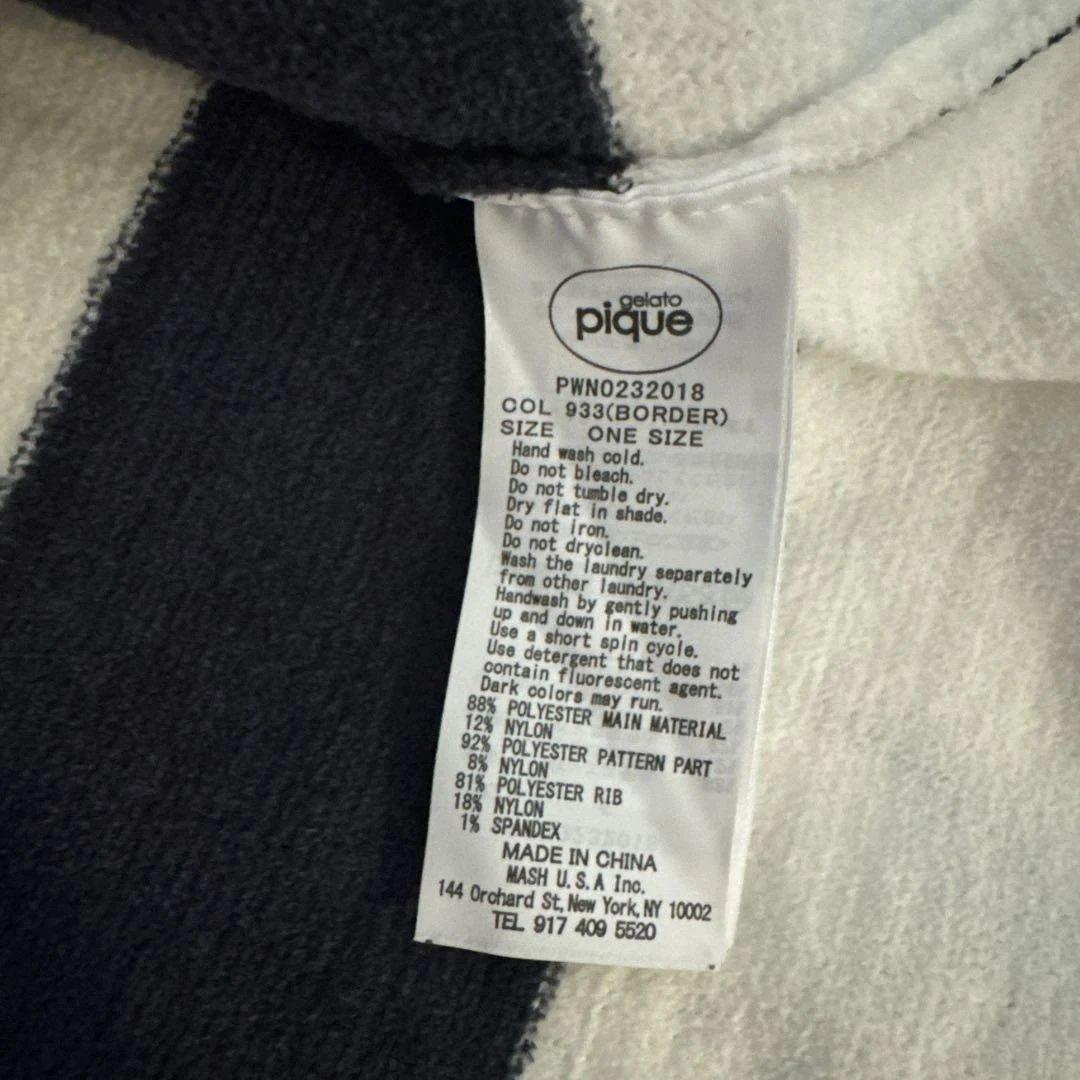 gelato
pique
PWNO232018
COL 933(BORDER)
SIZE ONE SIZE
Hand wash cold.
Do not bleach.
Do not tumble dry.
Dry flat in shade.
Do not iron.
Do not dryclean.
Wash the laundry separately
from other laundry.
Handwash by gently pushing
up and down in water.
Use a short spin cycle.
Use detergent that does not
contain fluorescent agent.
Dark colors may run.
88% POLYESTER MAIN MATERIAL
12% NYLON
92% POLYESTER PATTERN PART
8% NYLON
81% POLYESTER RIB
18% NYLON
1% SPANDEX
MADE IN CHINA
MASH U.S.A Inc.
144 Orchard St, New York, NY 10002
TEL 917 409 5520